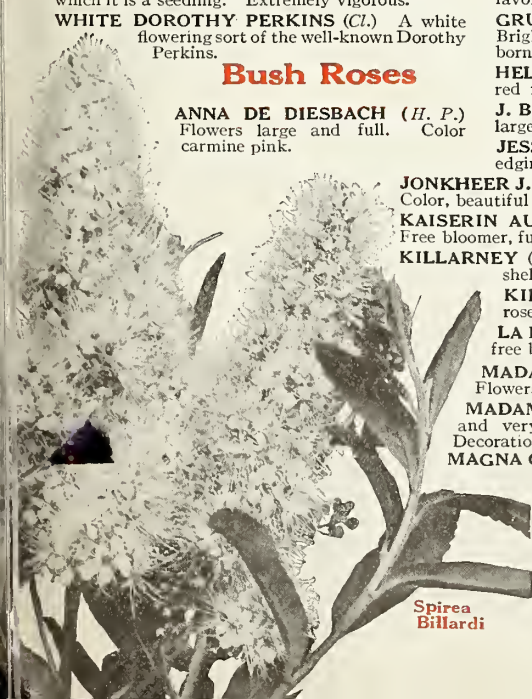 which it is a seedling. Extremely vigorous.
WHITE DOROTHY PERKINS (Cl.) A white
flowering sort of the well-known Dorothy
Perkins.
Bush Roses
ANNA DE DIESBACH (H. P.)
Flowers large and full. Color
carmine pink.
favor
GRU
Brig
born
HEL
red
J. B
large
JES
edgin
JONKHEER J.
Color, beautiful
KAISERIN AU
Free bloomer, fu
KILLARNEY (
shel
KI
rose
LA
free b
MADA
Flower
MADAM
and very
Decoratio
MAGNA
Spirea
Billardi